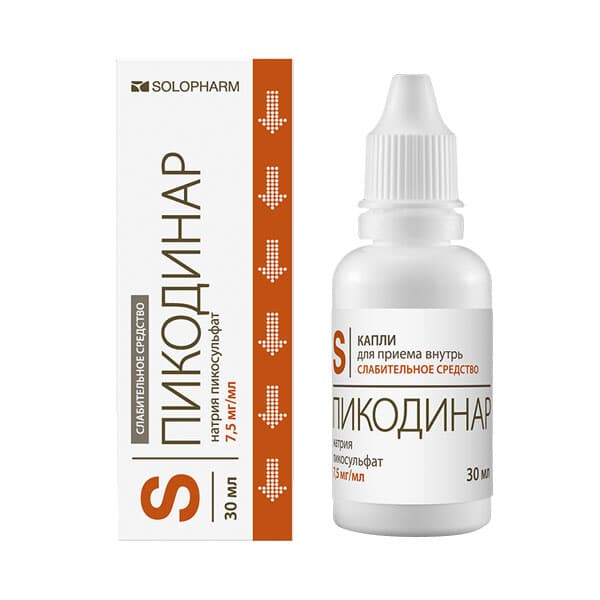 SOLOPHARM
СЛАБИТЕЛЬНОЕ СРЕДСТВО
ПИКОДИНАР
натрия пикосульфат
7,5 мг/мл
S
30 мл
S
КАПЛИ
для приема внутрь
СЛАБИТЕЛЬНОЕ СРЕДСТВО
ПИКОДИНАР
натрия
пикосульфат
7,5 мг/мл
30 мл